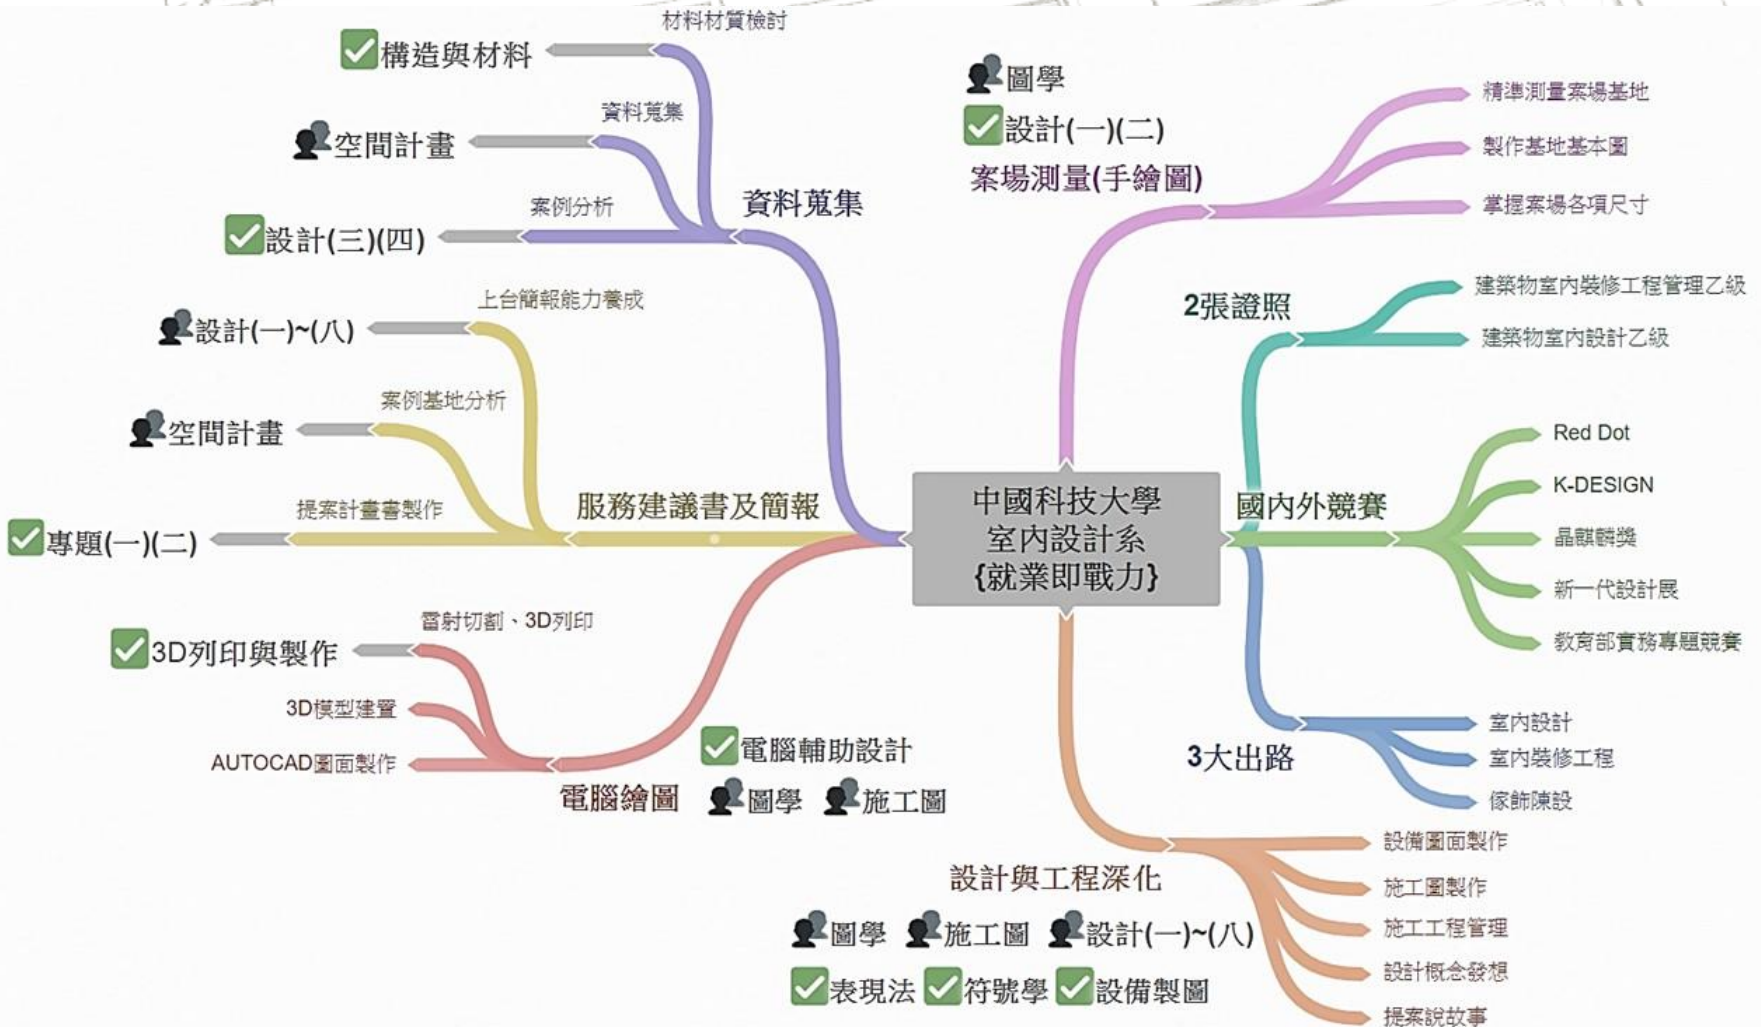 材料材質檢討
構造與材料
資料蒐集
空間計畫
案例分析
設計(三)(四)
資料蒐集
上台簡報能力養成
設計(一)~(八)
案例基地分析
空間計畫
提案計畫書製作
專題(一)(二)
服務建議書及簡報
雷射切割、3D列印
3D列印與製作
3D模型建置
AUTOCAD圖面製作
電腦繪圖
電腦輔助設計
圖學 施工圖
中國科技大學
室內設計系
{就業即戰力}
圖學
設計(一)(二)
案場測量(手繪圖)
精準測量案場基地
製作基地基本圖
掌握案場各項尺寸
2張證照
建築物室內裝修工程管理乙級
建築物室內設計乙級
國內外競賽
Red Dot
K-DESIGN
晶麒麟獎
新一代設計展
教育部實務專題競賽
3大出路
室內設計
室內裝修工程
傢飾陳設
設計與工程深化
圖學 施工圖 設計(一)~(八)
表現法 符號學 設備製圖
設備圖面製作
施工圖製作
施工工程管理
設計概念發想
提案說故事